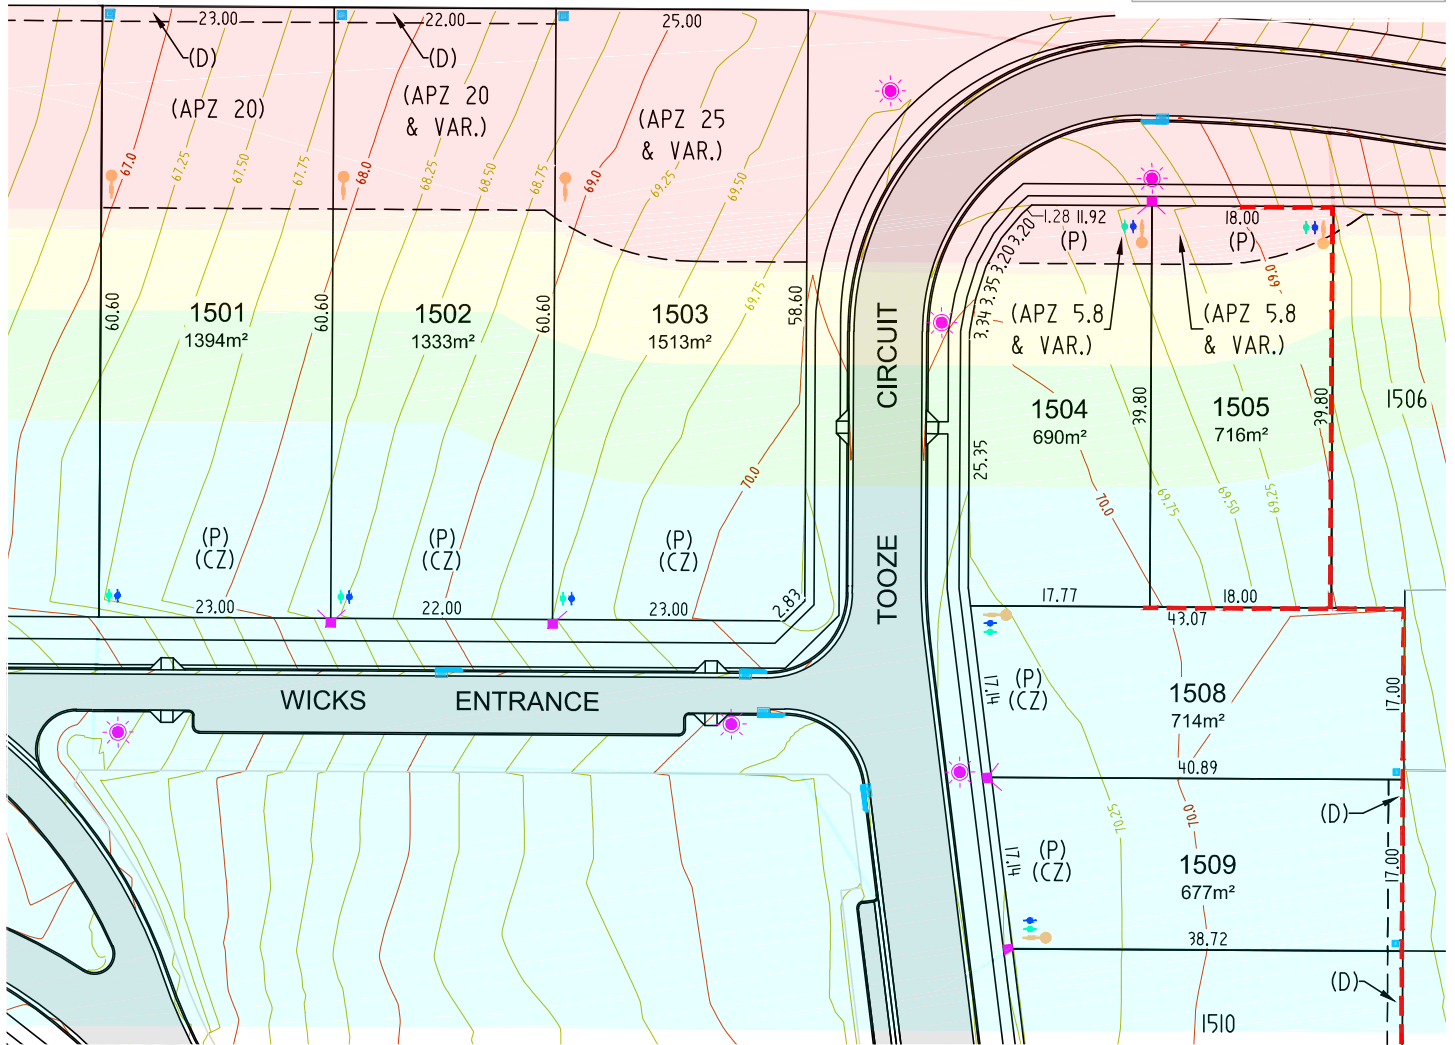 23.00
22.00
25.00
(D)
(D)
(APZ 20)
(APZ 20
& VAR.)
(APZ 25
& VAR.)
67.0
67.25
67.50
67.75
68.0
68.25
68.50
68.75
69.0
69.25
69.50
69.75
70.0
60.60
60.60
60.60
58.60
1501
1394m²
1502
1333m²
1503
1513m²
(P)
(CZ)
(P)
(CZ)
(P)
(CZ)
23.00
22.00
23.00
2.83
WICKS ENTRANCE
TOOZE CIRCUIT
1.28
11.92
18.00
(P)
(P)
3.20
3.20
3.35
3.34
25.35
(APZ 5.8
& VAR.)
(APZ 5.8
& VAR.)
69.0
39.80
39.80
1504
690m²
1505
716m²
1506
70.0
69.75
69.50
69.25
17.77
18.00
43.07
(P)
(CZ)
17.14
1508
714m²
17.00
40.89
70.25
70.0
(D)
(P)
(CZ)
17.14
1509
677m²
17.00
38.72
(D)
1510